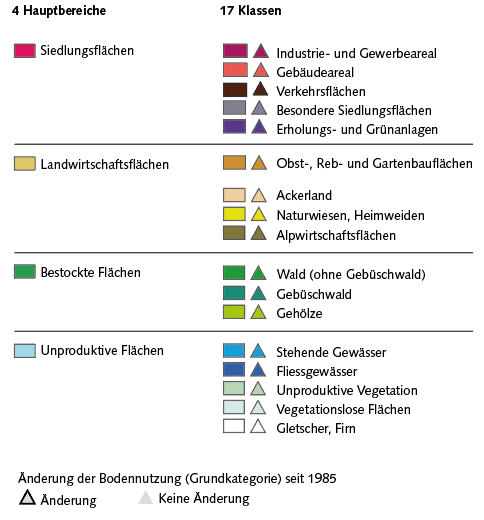 4 Hauptbereiche 17 Klassen
Siedlungsflächen Industrie- und Gewerbeareal
Gebäudeareal
Verkehrsflächen
Besondere Siedlungsflächen
Erholungs- und Grünanlagen
Landwirtschaftsflächen Obst-, Reb- und Gartenbauflächen
Ackerland
Naturwiesen, Heimweiden
Alpwirtschaftsflächen
Bestockte Flächen Wald (ohne Gebüschwald)
Gebüschwald
Gehölze
Unproduktive Flächen Stehende Gewässer
Fliessgewässer
Unproduktive Vegetation
Vegetationslose Flächen
Gletscher, Firn
Änderung der Bodennutzung (Grundkategorie) seit 1985
Änderung Keine Änderung